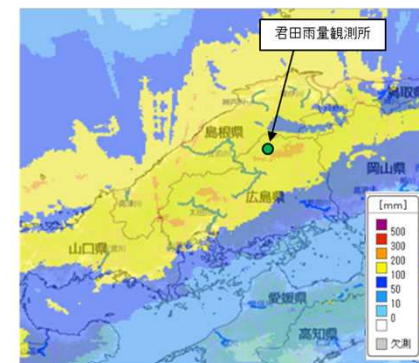 君田雨量観測所
鳥取県
島根県
岡山県
広島県
山口県
愛媛県
高知県
[mm]
500
300
200
100
50
10
0
欠測